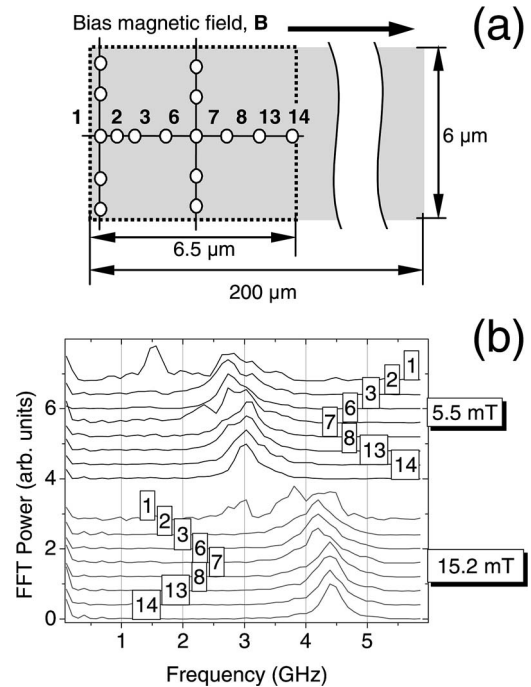 (a)
Bias magnetic field, B
1 2 3 6 7 8 13 14
6 µm
6.5 µm
200 µm
(b)
FFT Power (arb. units)
6
4
2
0
1
2
6
3
7
8
13
14
5.5 mT
1
2
3
6
7
8
13
14
15.2 mT
1 2 3 4 5
Frequency (GHz)